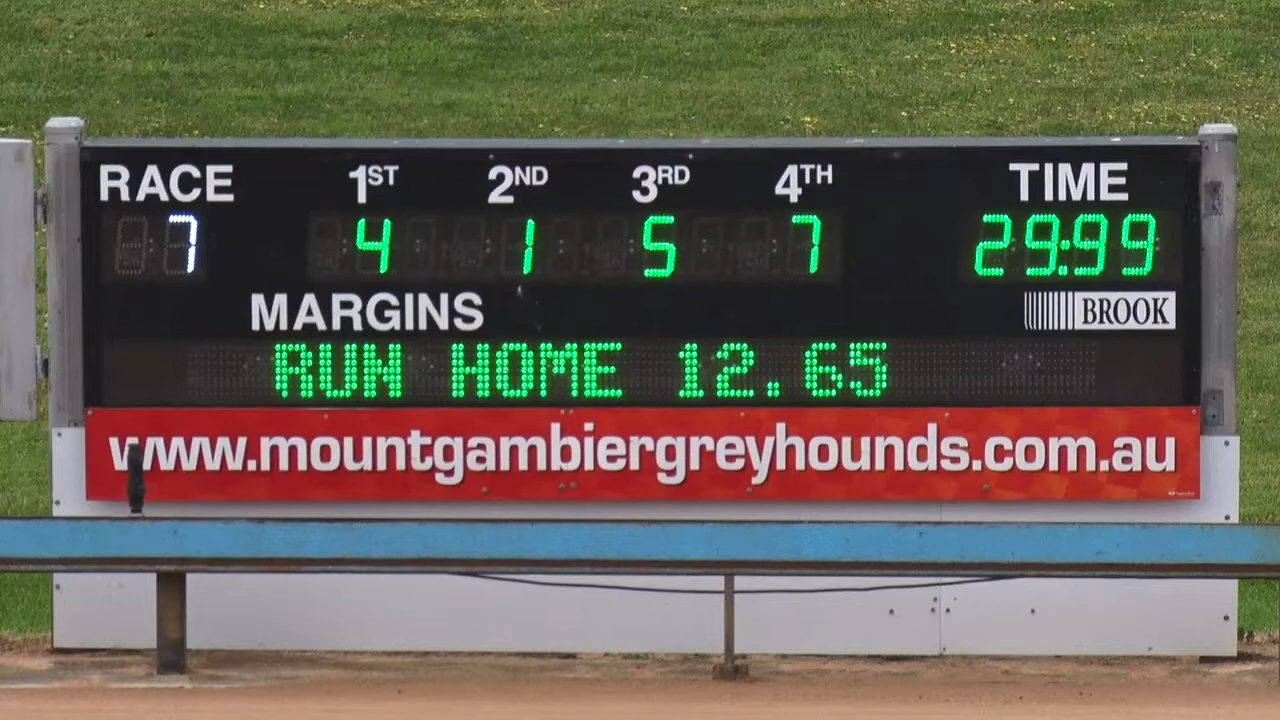 RACE 1ST 2ND 3RD 4TH TIME
7 4 1 5 7 29:99
MARGINS BROOK
RUN HOME 12.65
www.mountgambiergreyhounds.com.au